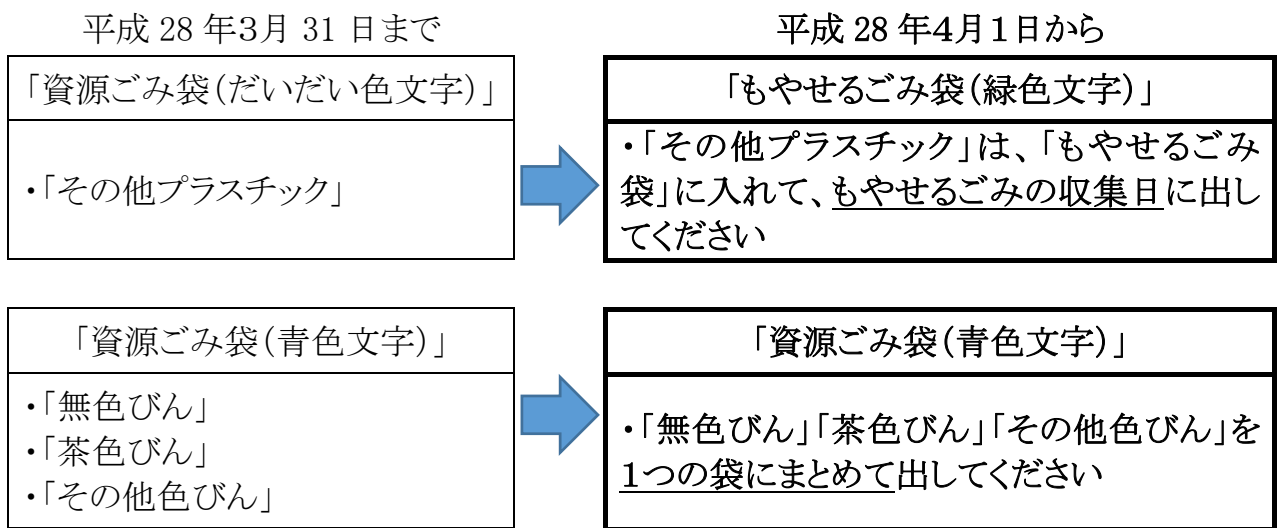 平成 28 年3月 31 日まで
平成 28 年4月1日から
「資源ごみ袋(だいだい色文字)」
「もやせるごみ袋(緑色文字)」
・「その他プラスチック」
・「その他プラスチック」は、「もやせるごみ
袋」に入れて、もやせるごみの収集日に出し
てください
「資源ごみ袋(青色文字)」
「資源ごみ袋(青色文字)」
・「無色びん」
・「茶色びん」
・「その他色びん」
・「無色びん」「茶色びん」「その他色びん」を
1つの袋にまとめて出してください